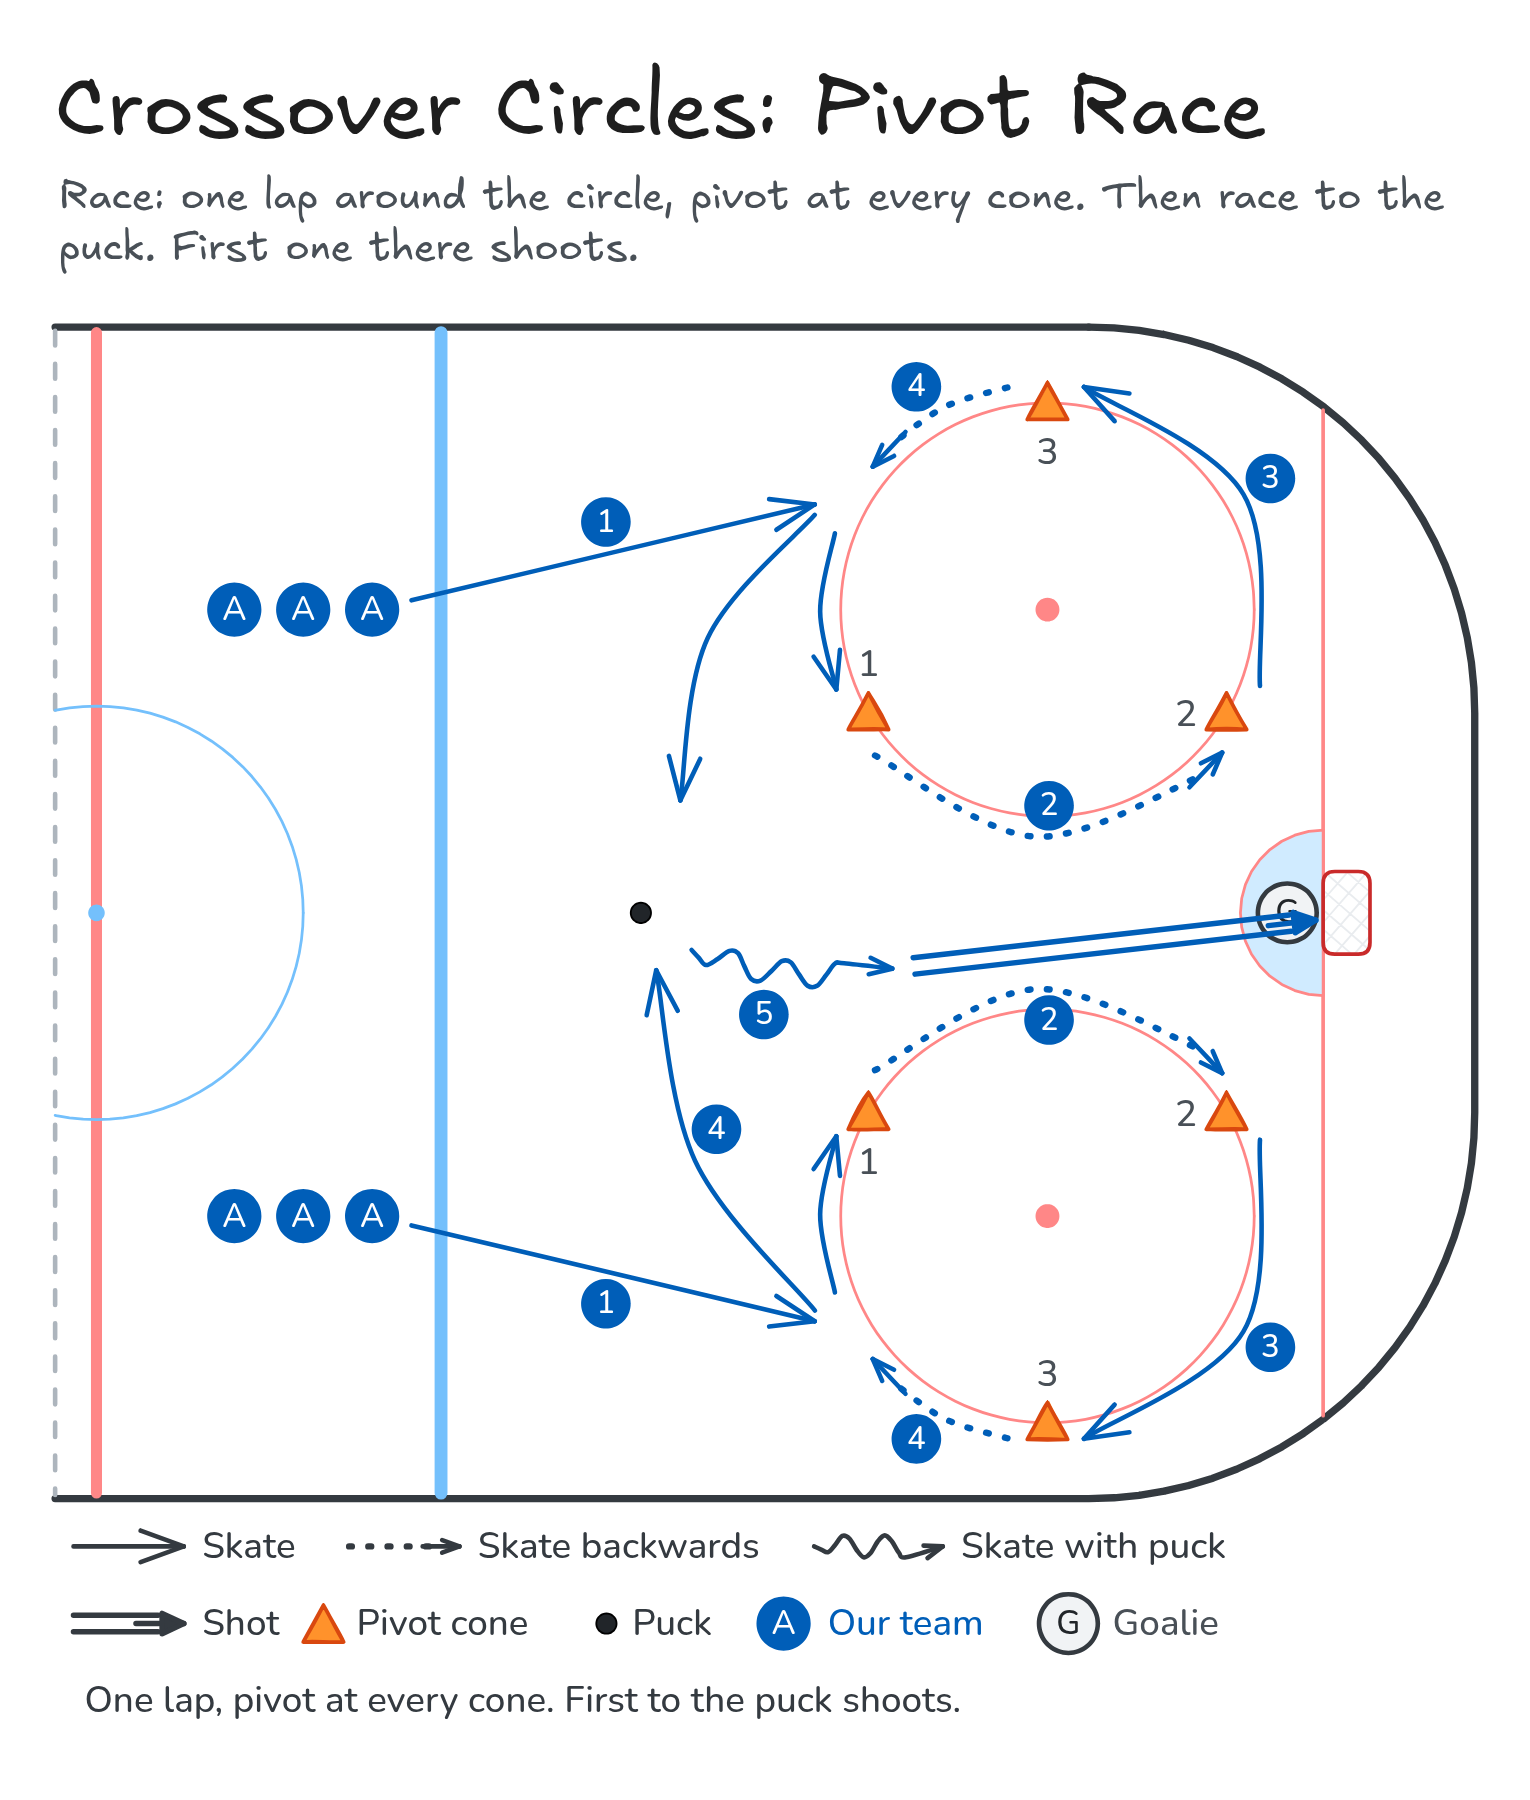 Crossover Circles: Pivot Race
Race: one lap around the circle, pivot at every cone. Then race to the
puck. First one there shoots.
4
3
3
1
1
A A A
1
2
2
G
5
2
4
1
2
A A A
1
3
3
4
Skate
Skate backwards
Skate with puck
Shot
Pivot cone
Puck
A Our team
G Goalie
One lap, pivot at every cone. First to the puck shoots.